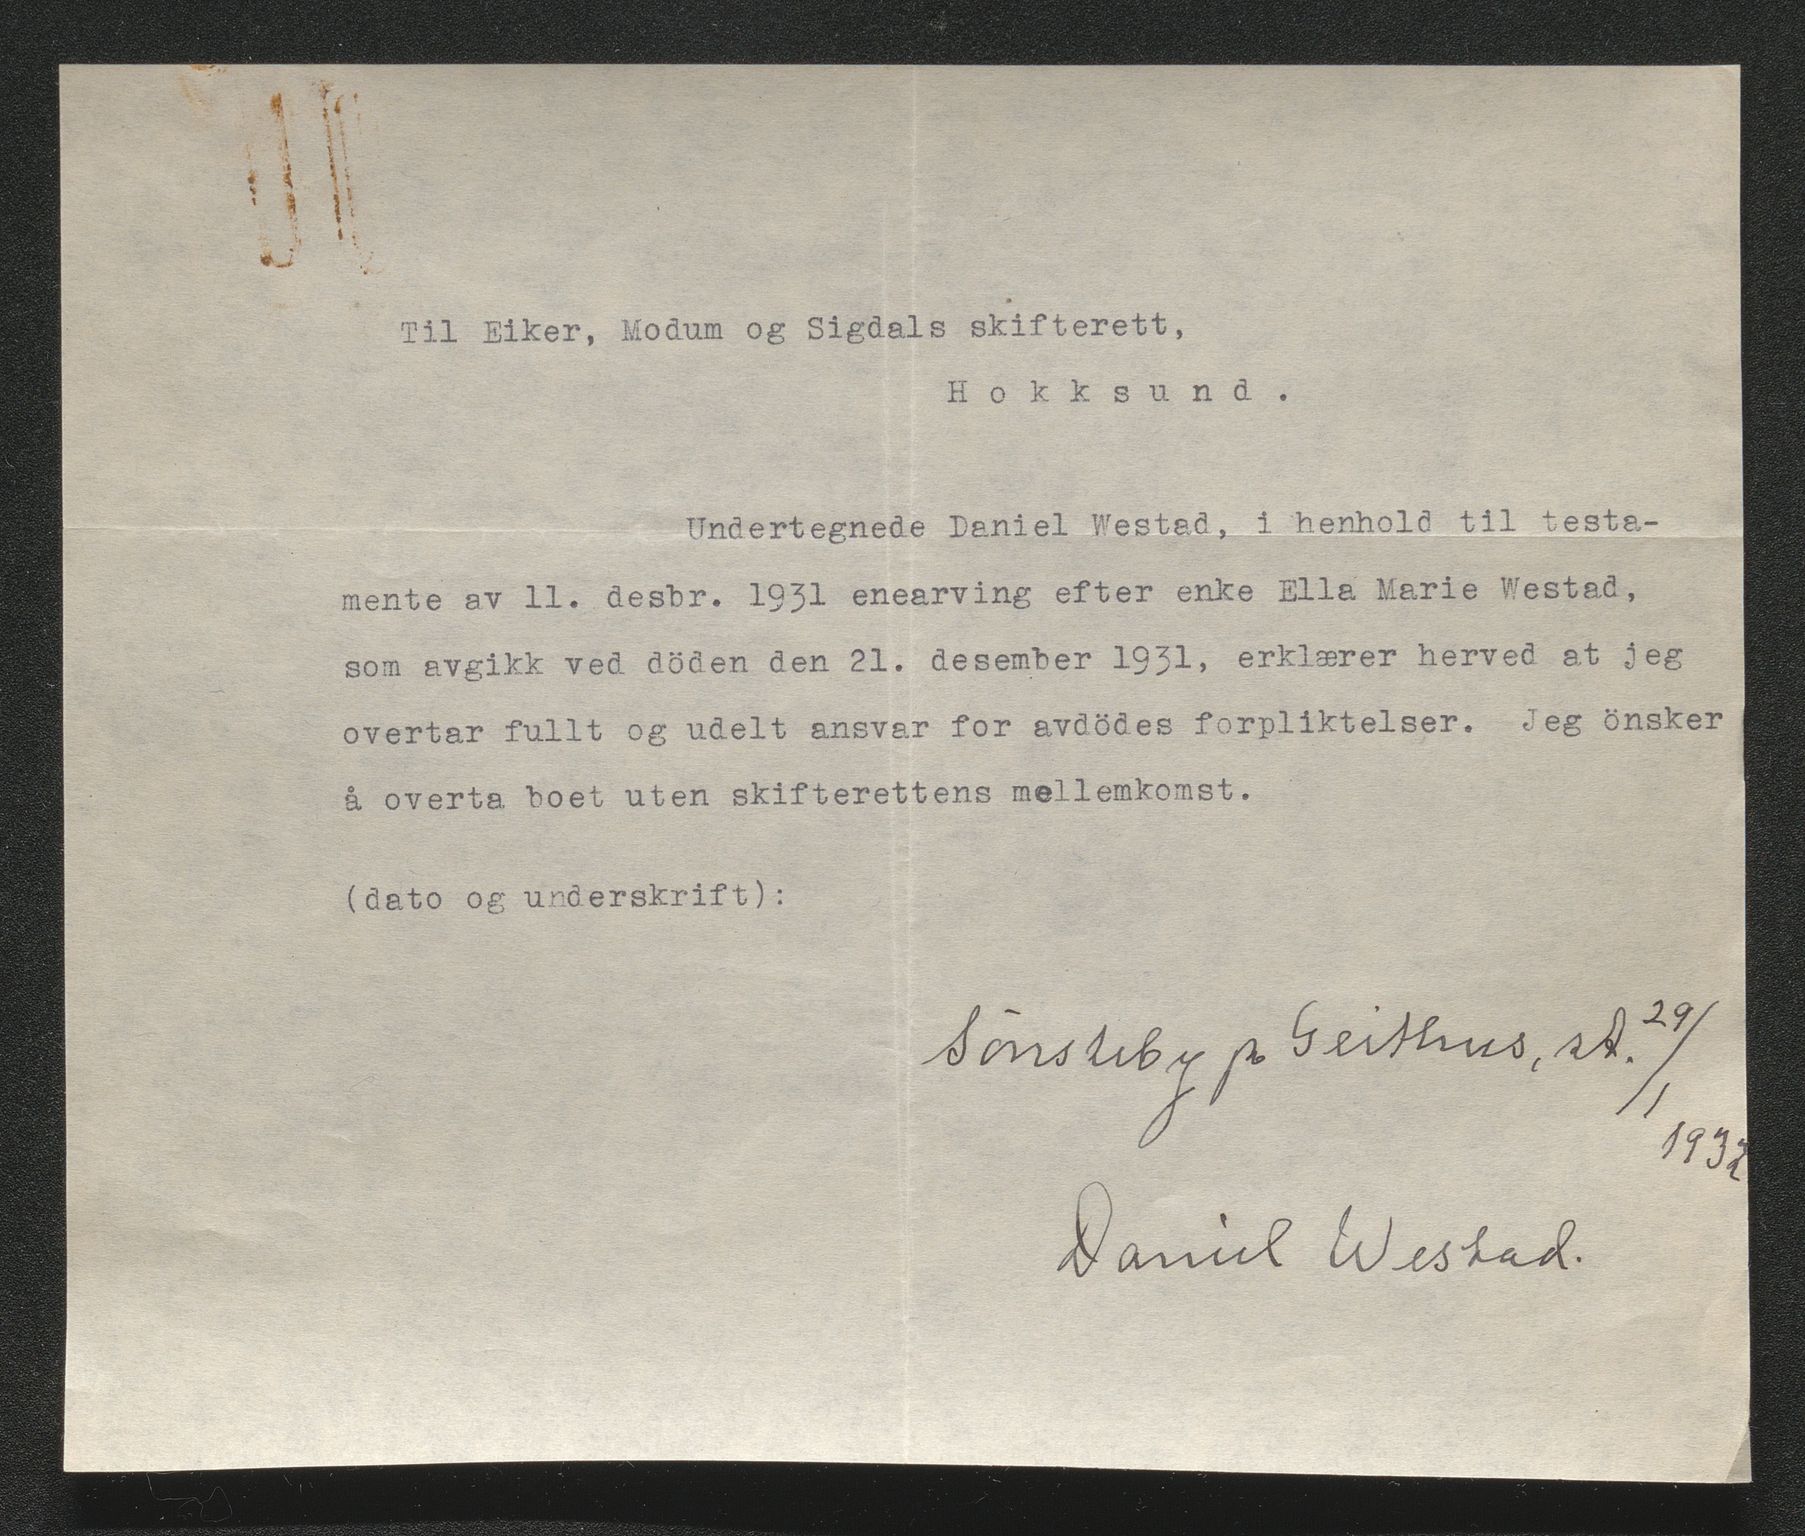 Til Eiker, Modum og Sigdals skifterett,
Hokksund.
Undertegnede Daniel Westad, i henhold til testa-
mente av 11. desbr. 1931 enearving efter enke Ella Marie Westad,
som avgikk ved döden den 21. desember 1931, erklærer herved at jeg
overtar fullt og udelt ansvar for avdödes forpliktelser. Jeg önsker
å overta boet uten skifterettens mellemkomst.
(dato og underskrift):
Sönsteby pr Geithus, st. 29/1
1932
Daniel Westad.